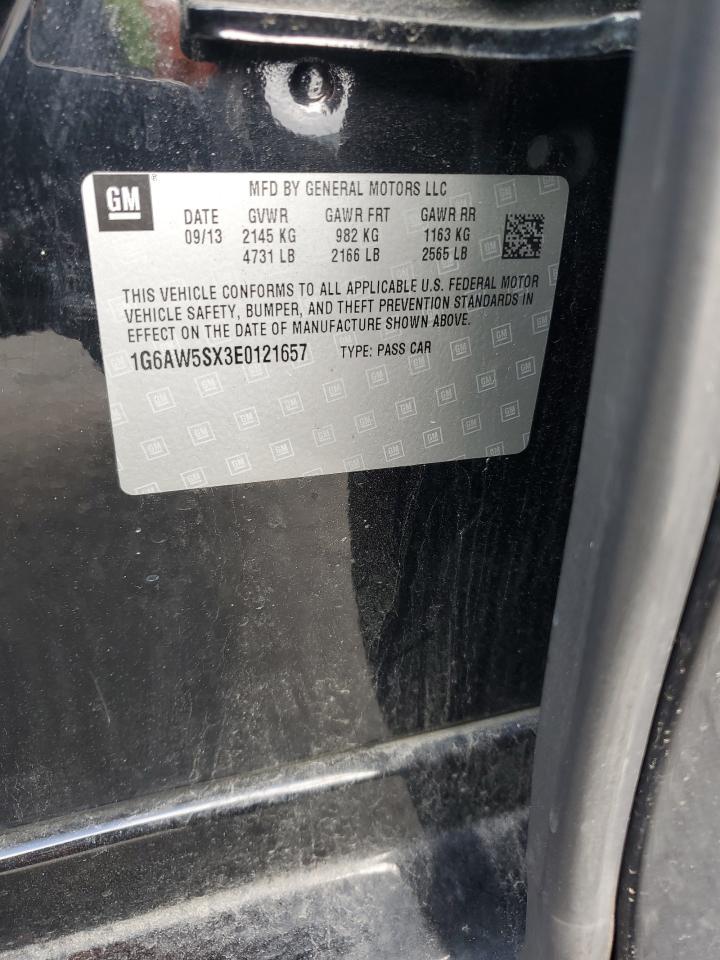 GM
MFD BY GENERAL MOTORS LLC
DATE GVWR GAWR FRT GAWR RR
09/13 2145 KG 982 KG 1163 KG
4731 LB 2166 LB 2565 LB
THIS VEHICLE CONFORMS TO ALL APPLICABLE U.S. FEDERAL MOTOR
VEHICLE SAFETY, BUMPER, AND THEFT PREVENTION STANDARDS IN
EFFECT ON THE DATE OF MANUFACTURE SHOWN ABOVE.
1G6AW5SX3E0121657 TYPE: PASS CAR